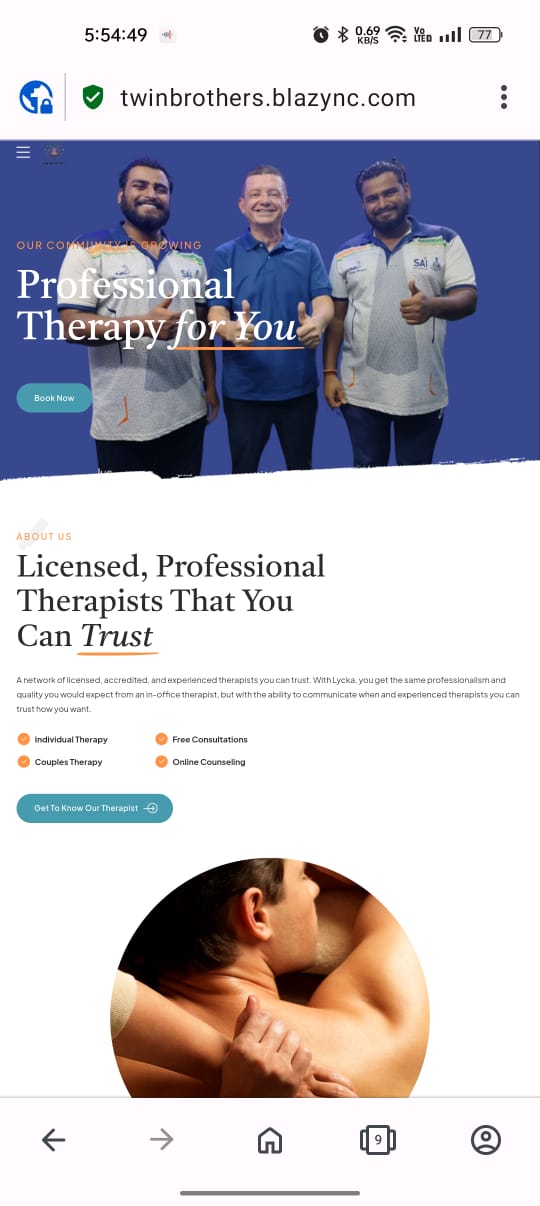 5:54:49
0.69
KB/S
Vo
LTE
77
twinbrothers.blazync.com
OUR COMMUNITY IS GROWING
SAI
SAI
Professional
Therapy for You
Book Now
ABOUT US
Licensed, Professional
Therapists That You
Can Trust
A network of licensed, accredited, and experienced therapists you can trust. With Lycka, you get the same professionalism and
quality you would expect from an in-office therapist, but with the ability to communicate when and experienced therapists you can
trust how you want.
Individual Therapy
Free Consultations
Couples Therapy
Online Counseling
Get To Know Our Therapist
9